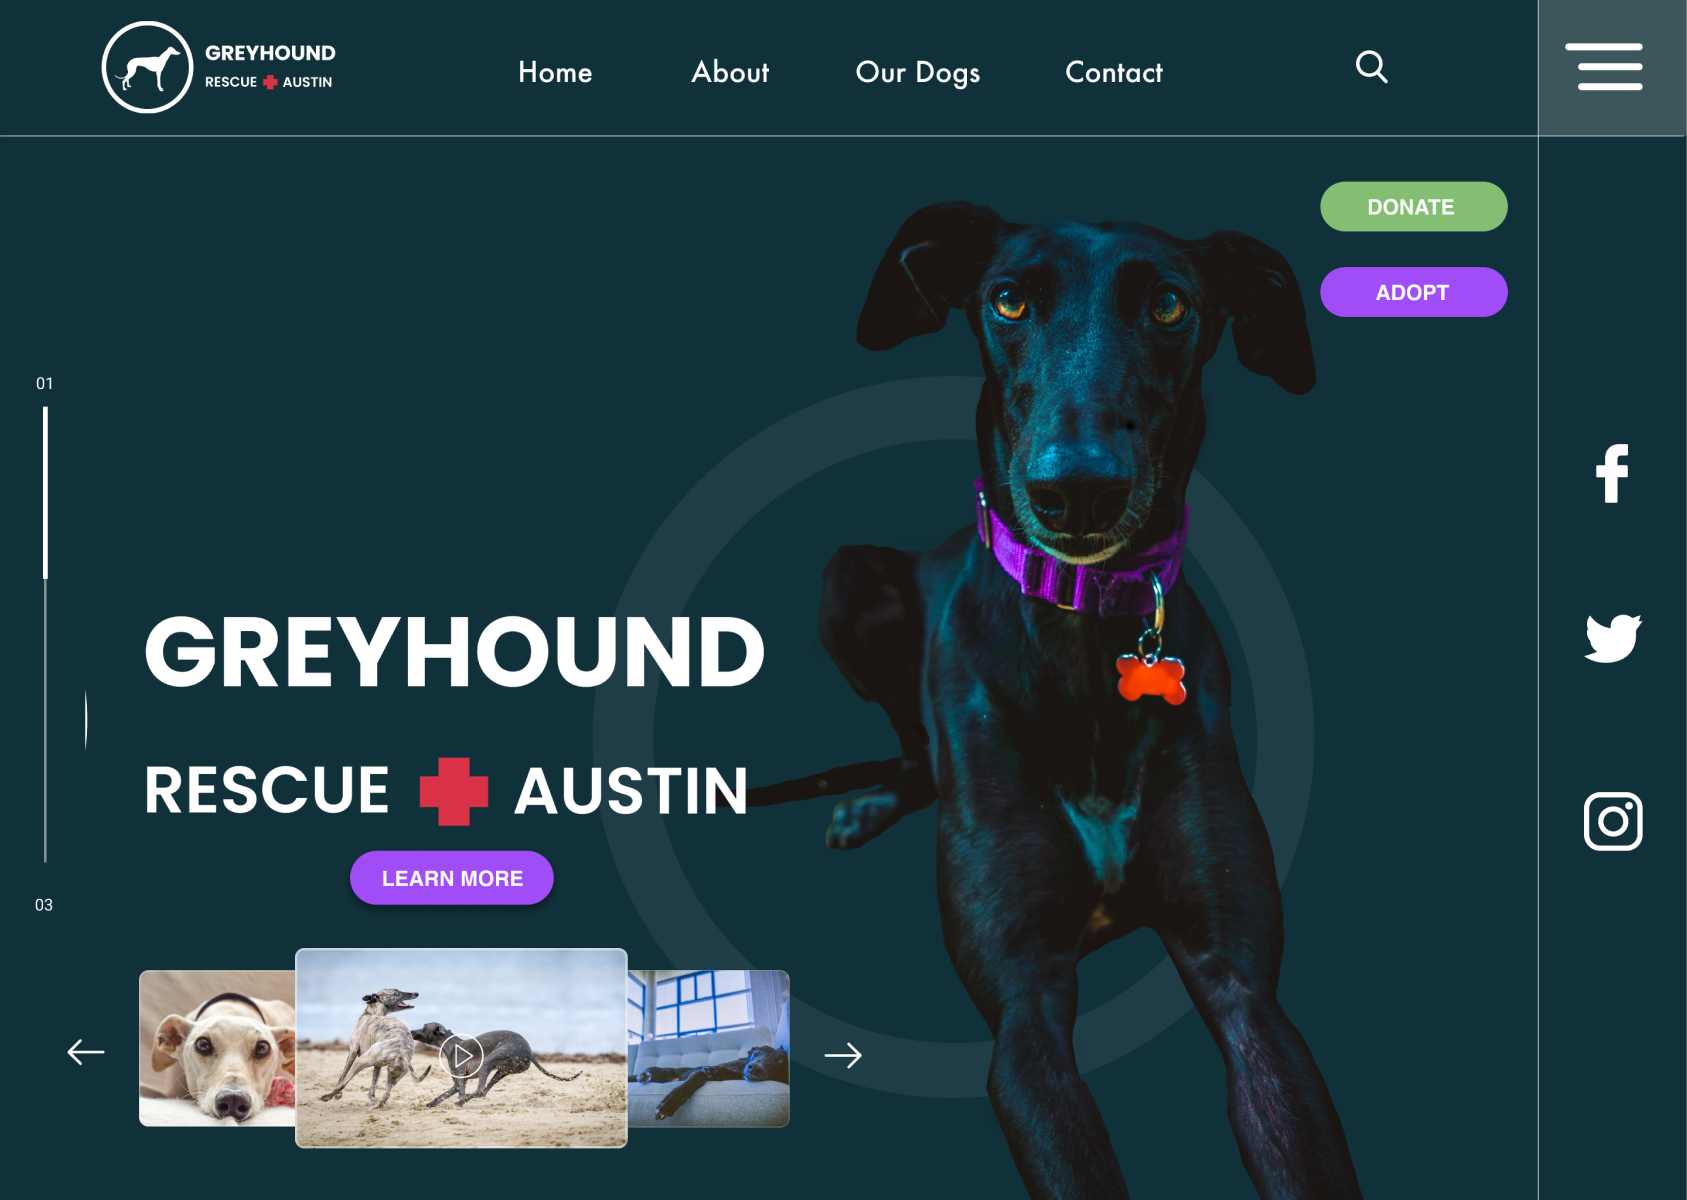 GREYHOUND
RESCUE AUSTIN
Home About Our Dogs Contact
DONATE
ADOPT
01
GREYHOUND
RESCUE AUSTIN
LEARN MORE
03